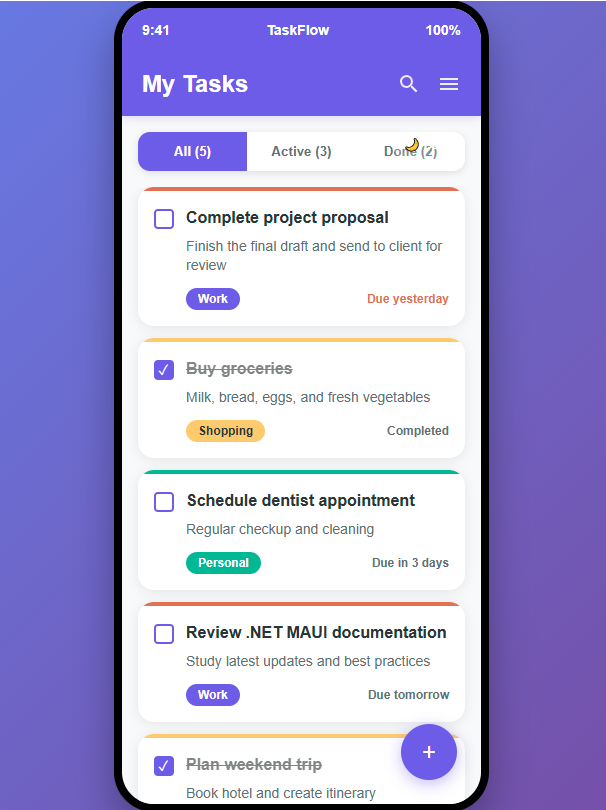 9:41 TaskFlow 100%
My Tasks
All (5) Active (3) Done (2)
Complete project proposal
Finish the final draft and send to client for
review
Work Due yesterday
Buy groceries
Milk, bread, eggs, and fresh vegetables
Shopping Completed
Schedule dentist appointment
Regular checkup and cleaning
Personal Due in 3 days
Review .NET MAUI documentation
Study latest updates and best practices
Work Due tomorrow
Plan weekend trip
Book hotel and create itinerary
+